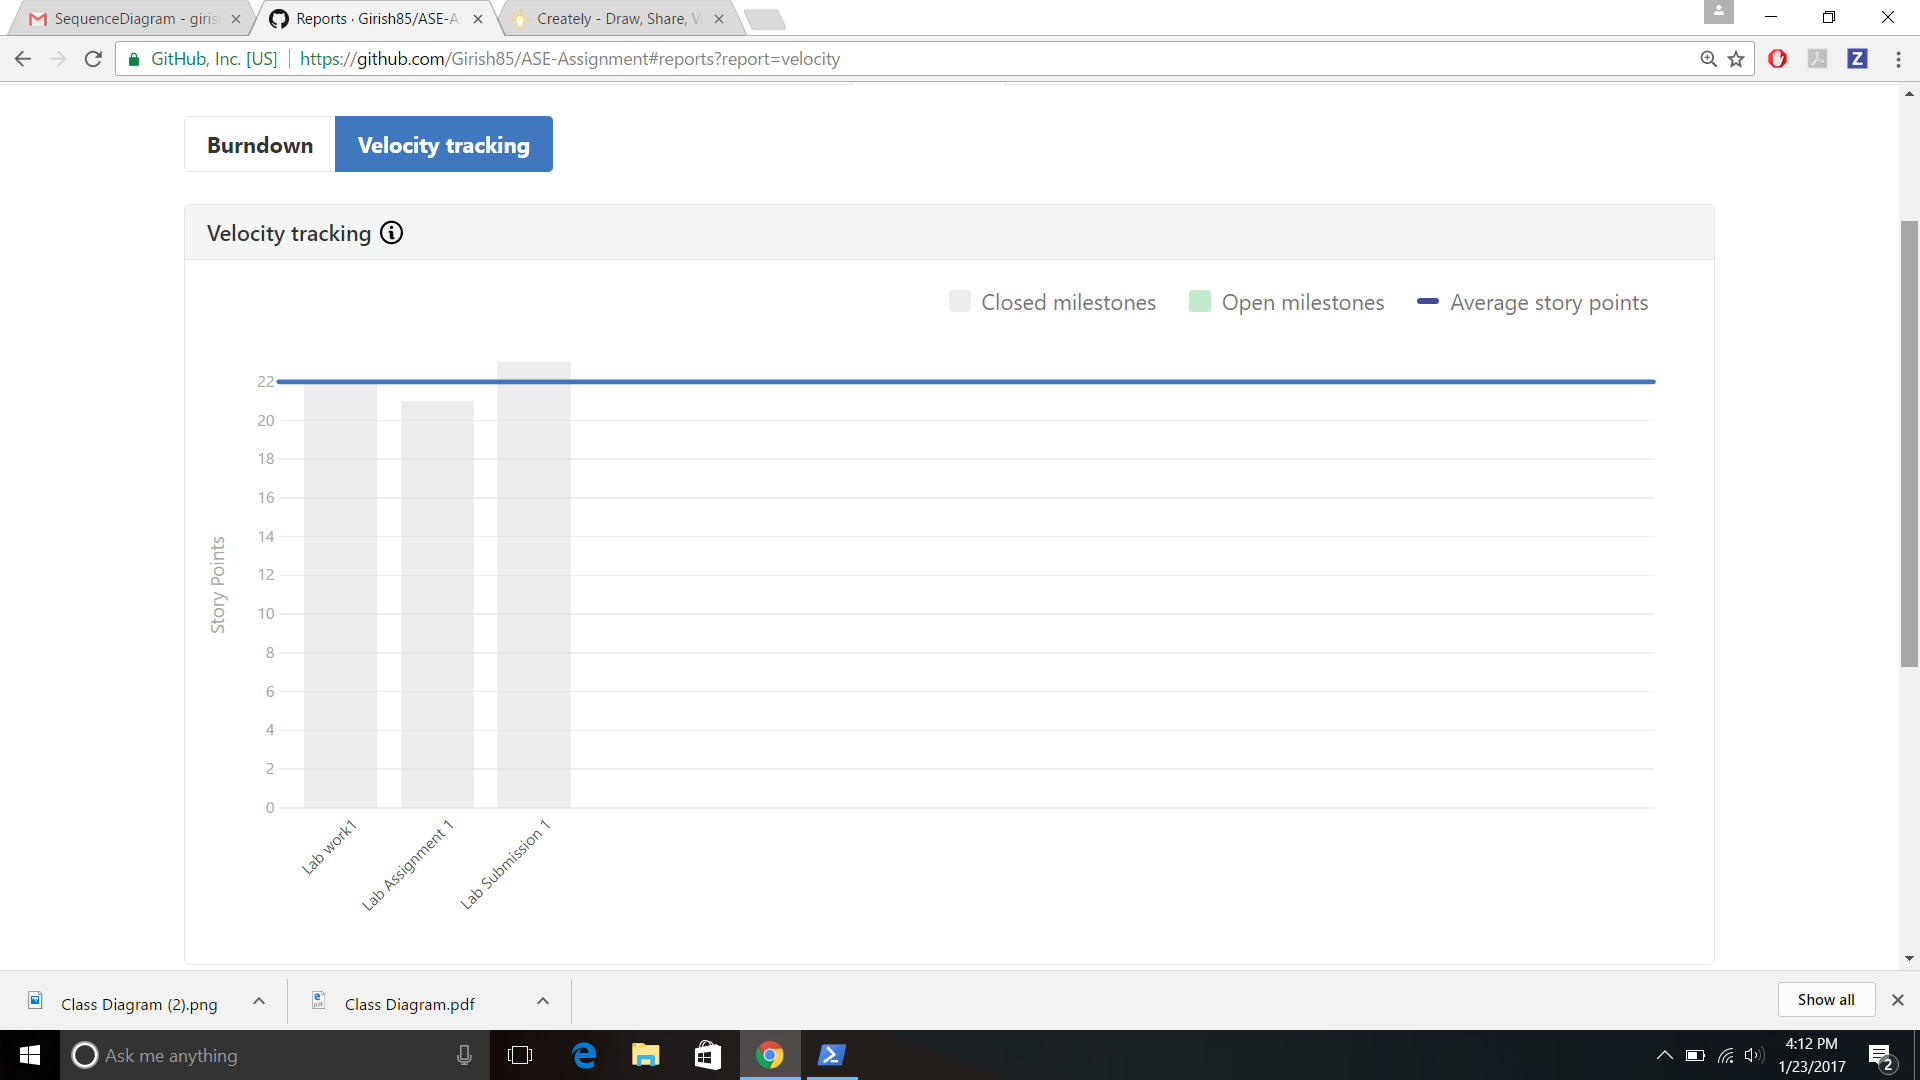 SequenceDiagram - giris
Reports · Girish85/ASE-A
Creately - Draw, Share, V
GitHub, Inc. [US]
https://github.com/Girish85/ASE-Assignment#reports?report=velocity
Z
Burndown
Velocity tracking
Velocity tracking
Closed milestones
Open milestones
Average story points
22
20
18
16
14
12
10
8
6
4
2
0
Story Points
Lab work1
Lab Assignment 1
Lab Submission 1
Class Diagram (2).png
Class Diagram.pdf
Show all
Ask me anything
4:12 PM
1/23/2017
2